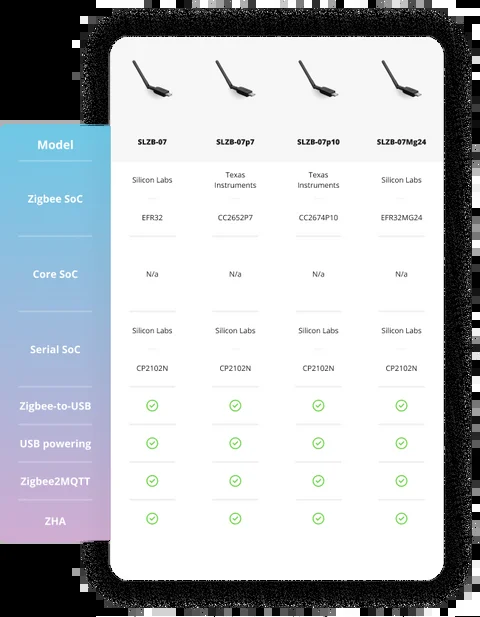 Model SLZB-07 SLZB-07p7 SLZB-07p10 SLZB-07Mg24
Zigbee SoC
Silicon Labs Texas Instruments Texas Instruments Silicon Labs
EFR32 CC2652P7 CC2674P10 EFR32MG24
Core SoC N/a N/a N/a N/a
Serial SoC
Silicon Labs Silicon Labs Silicon Labs Silicon Labs
CP2102N CP2102N CP2102N CP2102N
Zigbee-to-USB
USB powering
Zigbee2MQTT
ZHA